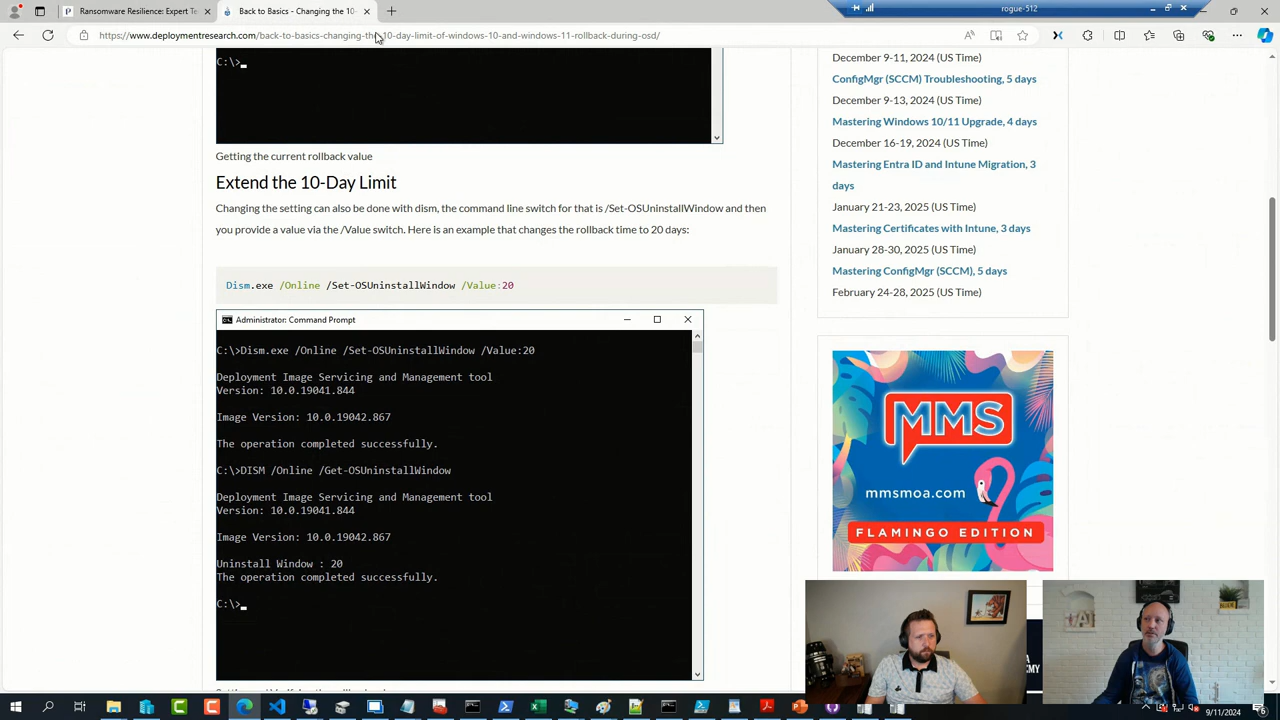 Ransomware Resilience: Expert Te
Back to Basics - Changing the 10-
rogue-512
https://www.deploymentresearch.com/back-to-basics-changing-the-10-day-limit-of-windows-10-and-windows-11-rollback-during-osd/
C:\>
Getting the current rollback value
Extend the 10-Day Limit
Changing the setting can also be done with dism, the command line switch for that is /Set-OSUninstallWindow and then
you provide a value via the /Value switch. Here is an example that changes the rollback time to 20 days:
Dism.exe /Online /Set-OSUninstallWindow /Value:20
Administrator: Command Prompt
C:\>Dism.exe /Online /Set-OSUninstallWindow /Value:20
Deployment Image Servicing and Management tool
Version: 10.0.19041.844
Image Version: 10.0.19042.867
The operation completed successfully.
C:\>DISM /Online /Get-OSUninstallWindow
Deployment Image Servicing and Management tool
Version: 10.0.19041.844
Image Version: 10.0.19042.867
Uninstall Window : 20
The operation completed successfully.
C:\>
December 9-11, 2024 (US Time)
ConfigMgr (SCCM) Troubleshooting, 5 days
December 9-13, 2024 (US Time)
Mastering Windows 10/11 Upgrade, 4 days
December 16-19, 2024 (US Time)
Mastering Entra ID and Intune Migration, 3
days
January 21-23, 2025 (US Time)
Mastering Certificates with Intune, 3 days
January 28-30, 2025 (US Time)
Mastering ConfigMgr (SCCM), 5 days
February 24-28, 2025 (US Time)
MMS
mmsmoa.com
FLAMINGO EDITION
9/11/2024